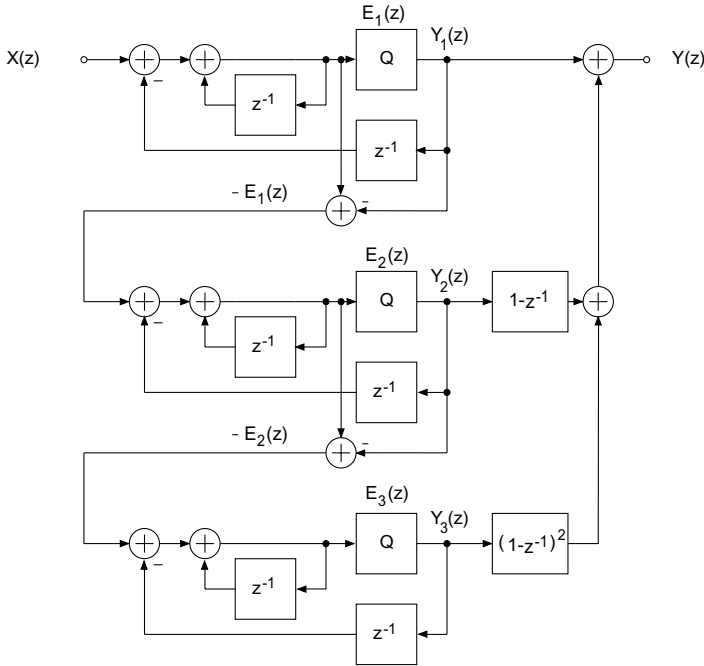 E₁(z)
X(z)
Q
Y₁(z)
Y(z)
−
z⁻¹
z⁻¹
− E₁(z)
-
E₂(z)
Q
Y₂(z)
1-z⁻¹
−
z⁻¹
z⁻¹
− E₂(z)
-
E₃(z)
Q
Y₃(z)
(1-z⁻¹)²
−
z⁻¹
z⁻¹